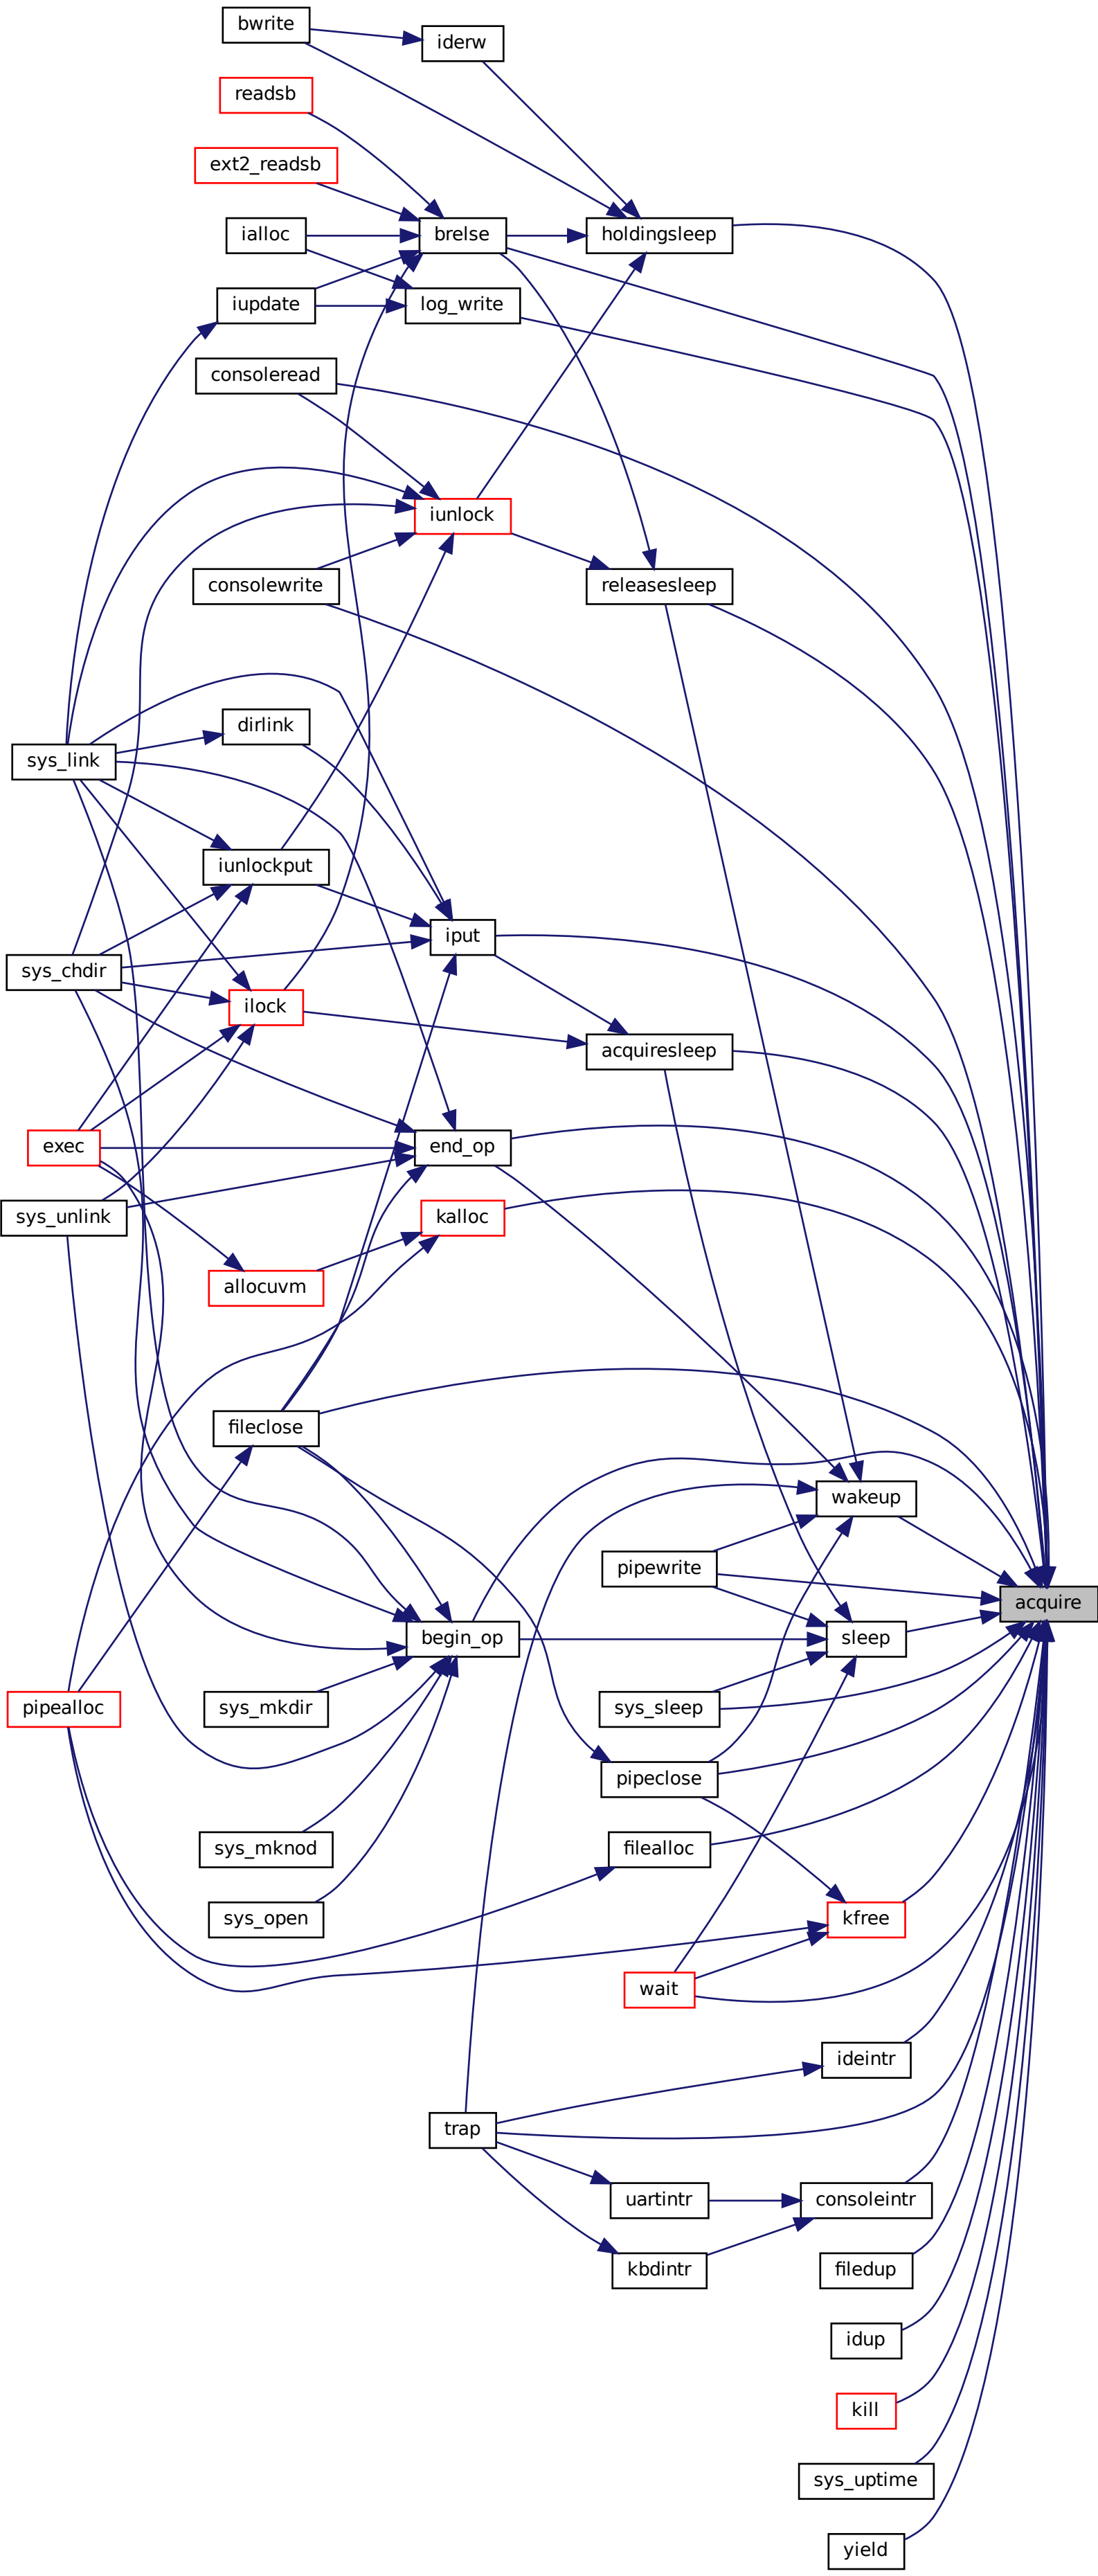 bwrite
iderw
readsb
ext2_readsb
ialloc
brelse
holdingsleep
iupdate
log_write
consoleread
iunlock
consolewrite
releasesleep
dirlink
sys_link
iunlockput
iput
sys_chdir
ilock
acquiresleep
exec
end_op
sys_unlink
kalloc
allocuvm
fileclose
wakeup
pipewrite
acquire
begin_op
sleep
pipealloc
sys_mkdir
sys_sleep
pipeclose
sys_mknod
filealloc
sys_open
kfree
wait
ideintr
trap
uartintr
consoleintr
kbdintr
filedup
idup
kill
sys_uptime
yield